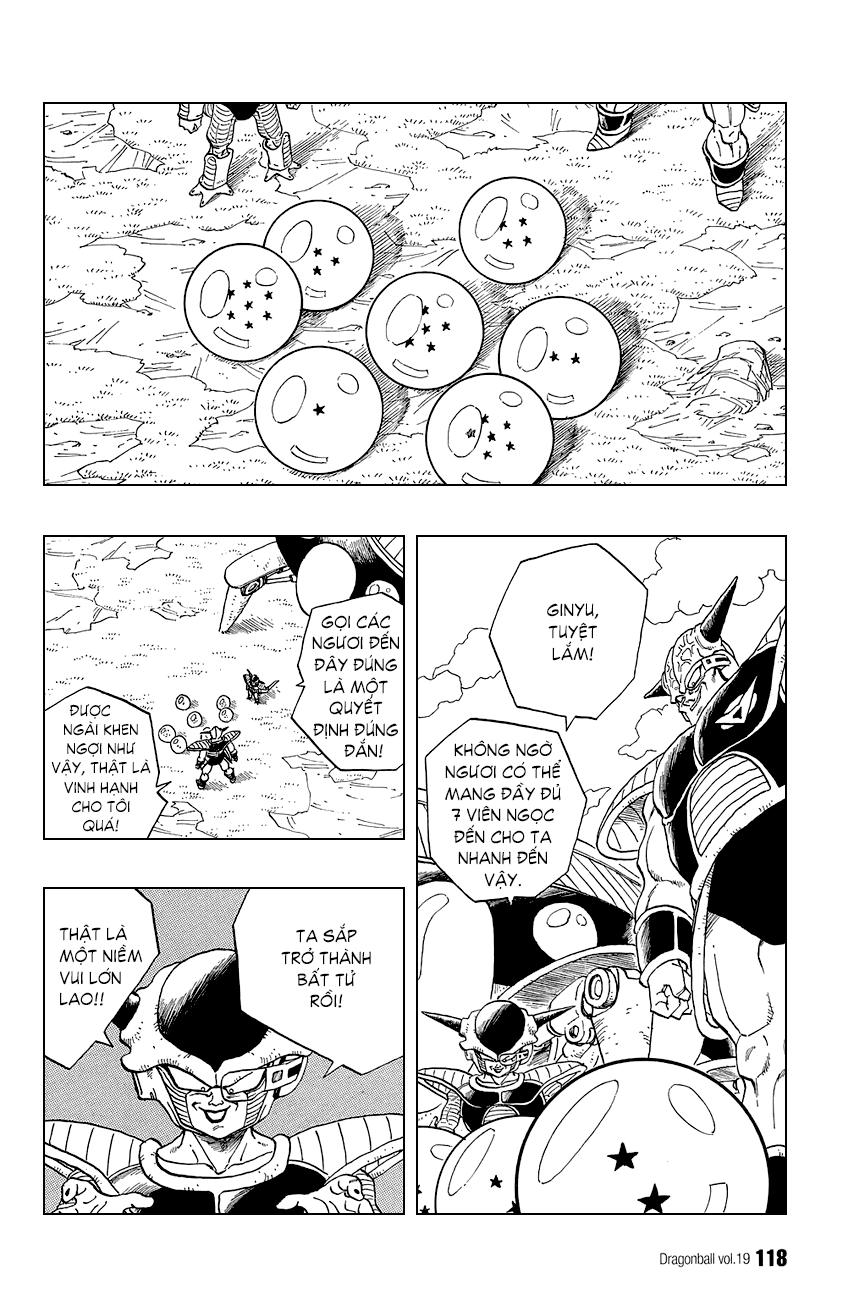 GINYU,
TUYỆT
LẮM!
KHÔNG NGỜ
NGƯƠI CÓ THỂ
MANG ĐẦY ĐỦ
7 VIÊN NGỌC
ĐẾN CHO TA
NHANH ĐẾN
VẬY.
GỌI CÁC
NGƯƠI ĐẾN
ĐÂY ĐÚNG
LÀ MỘT
QUYẾT
ĐỊNH ĐÚNG
ĐẮN!
ĐƯỢC
NGÀI KHEN
NGỢI NHƯ
VẬY, THẬT LÀ
VINH HẠNH
CHO TÔI
QUÁ!
TA SẮP
TRỞ THÀNH
BẤT TỬ
RỒI!
THẬT LÀ
MỘT NIỀM
VUI LỚN
LAO!!
Dragonball vol.19 118